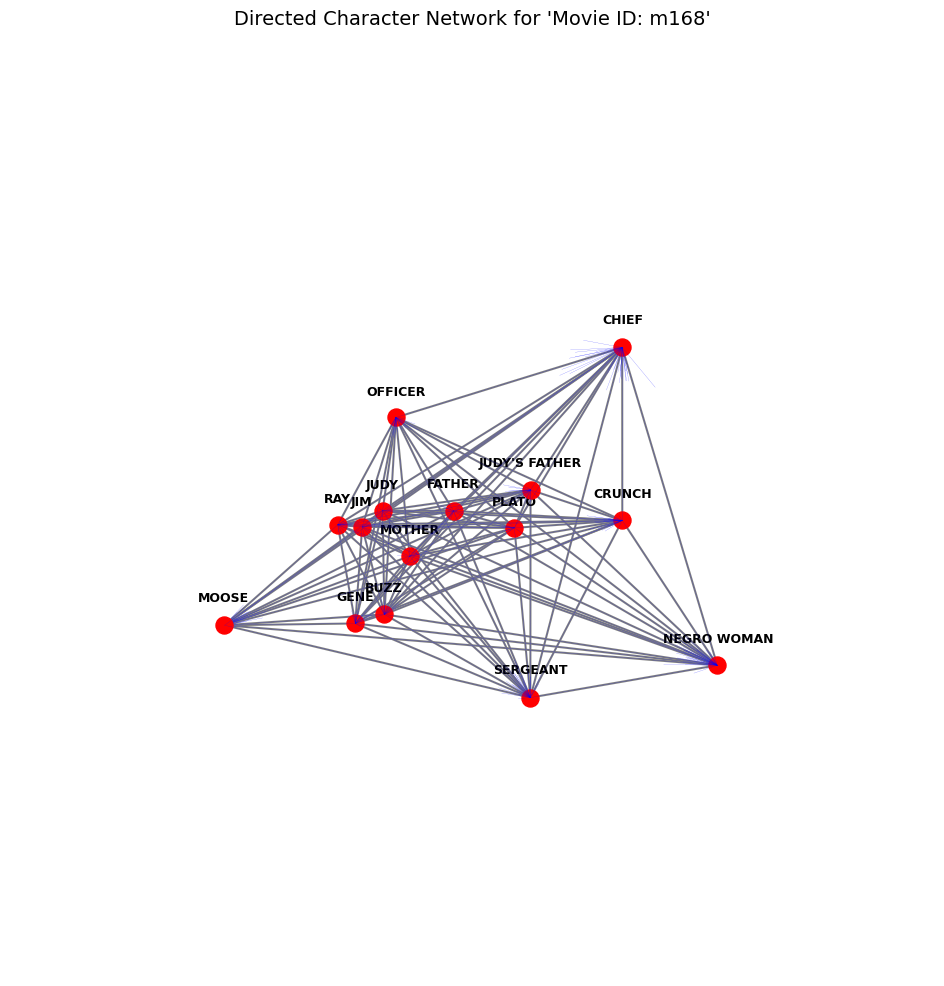 Directed Character Network for 'Movie ID: m168'
CHIEF
OFFICER
JUDY'S FATHER
FATHER
JUDY
CRUNCH
RAY
JIM
PLATO
MOTHER
BUZZ
GENE
MOOSE
NEGRO WOMAN
SERGEANT